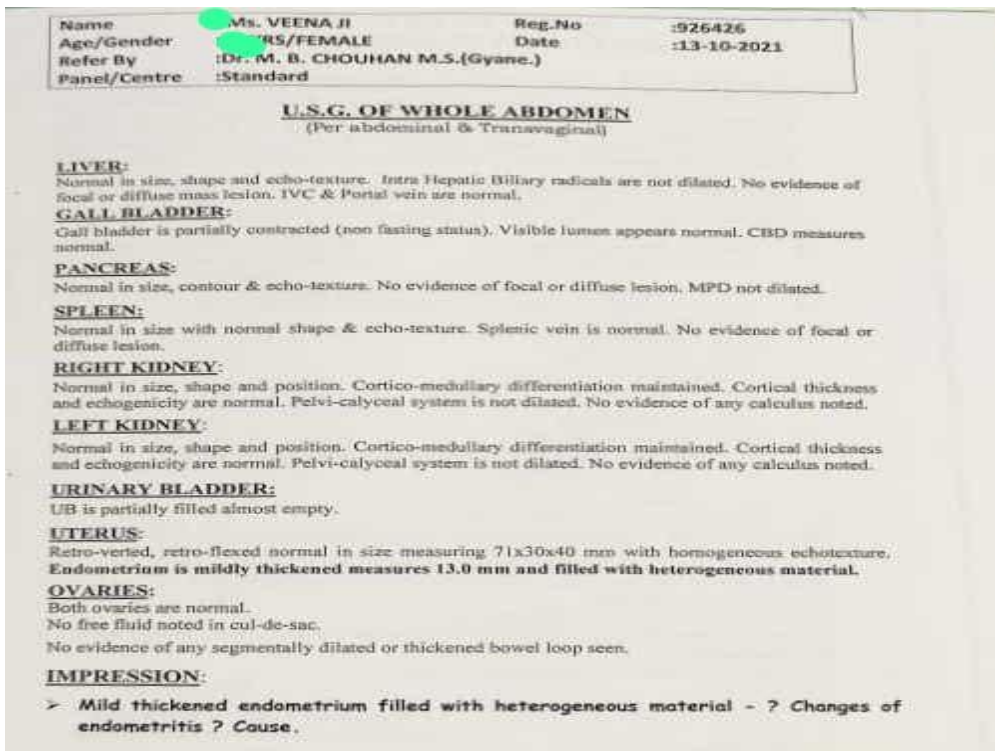 Name : Ms. VEENA JI Reg.No :926426
Age/Gender RS/FEMALE Date :13-10-2021
Refer By :Dr. M. B. CHOUHAN M.S.(Gyane.)
Panel/Centre :Standard
U.S.G. OF WHOLE ABDOMEN
(Per abdominal & Transvaginal)
LIVER:
Normal in size, shape and echo-texture. Intra Hepatic Biliary radicals are not dilated. No evidence of
focal or diffuse mass lesion. IVC & Portal vein are normal.
GALL BLADDER:
Gall bladder is partially contracted (non fasting status). Visible lumen appears normal. CBD measures
normal.
PANCREAS:
Normal in size, contour & echo-texture. No evidence of focal or diffuse lesion. MPD not dilated.
SPLEEN:
Normal in size with normal shape & echo-texture. Splenic vein is normal. No evidence of focal or
diffuse lesion.
RIGHT KIDNEY:
Normal in size, shape and position. Cortico-medullary differentiation maintained. Cortical thickness
and echogenicity are normal. Pelvi-calyceal system is not dilated. No evidence of any calculus noted.
LEFT KIDNEY:
Normal in size, shape and position. Cortico-medullary differentiation maintained. Cortical thickness
and echogenicity are normal. Pelvi-calyceal system is not dilated. No evidence of any calculus noted.
URINARY BLADDER:
UB is partially filled almost empty.
UTERUS:
Retro-verted, retro-flexed normal in size measuring 71x30x40 mm with homogeneous echotexture.
Endometrium is mildly thickened measures 13.0 mm and filled with heterogeneous material.
OVARIES:
Both ovaries are normal.
No free fluid noted in cul-de-sac.
No evidence of any segmentally dilated or thickened bowel loop seen.
IMPRESSION:
➢ Mild thickened endometrium filled with heterogeneous material - ? Changes of
endometritis ? Cause.